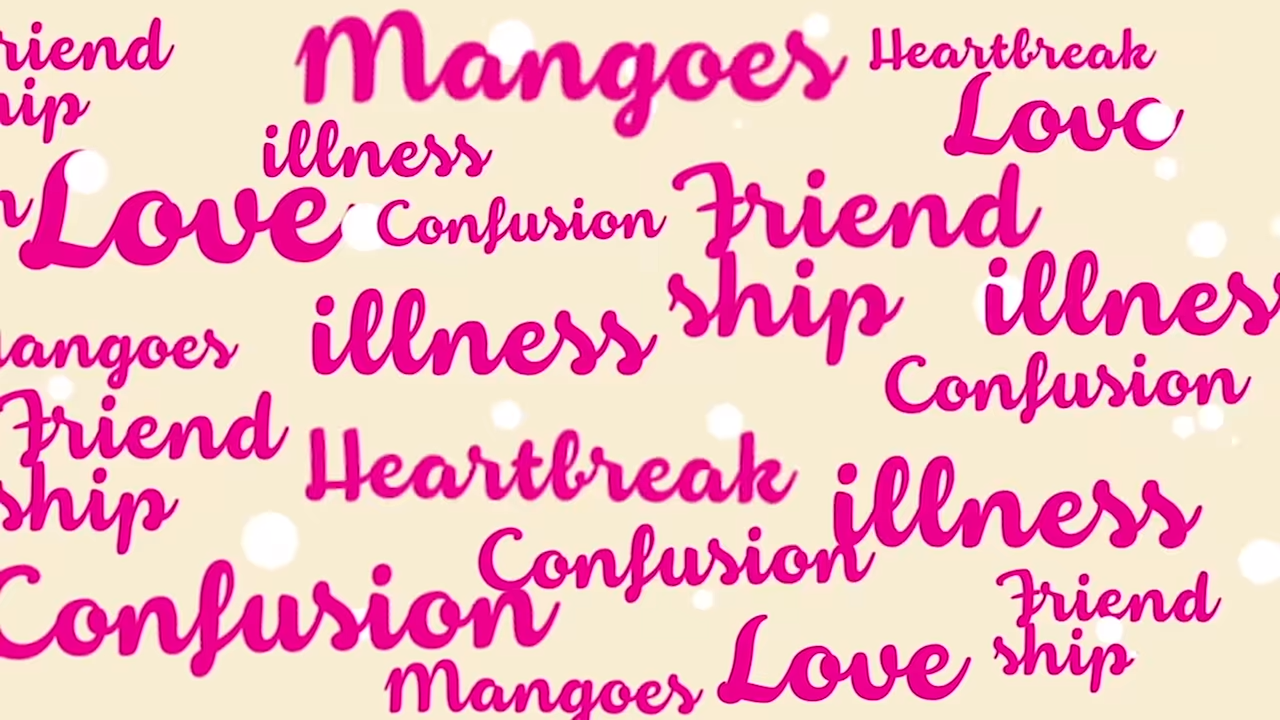 riend
ship
Mangoes
Heartbreak
Love
illness
Love
Confusion
Friend
ship
illness
angoes
illness
Confusion
Friend
ship
Heartbreak
illness
Confusion
Confusion
Friend
ship
Mangoes
Love